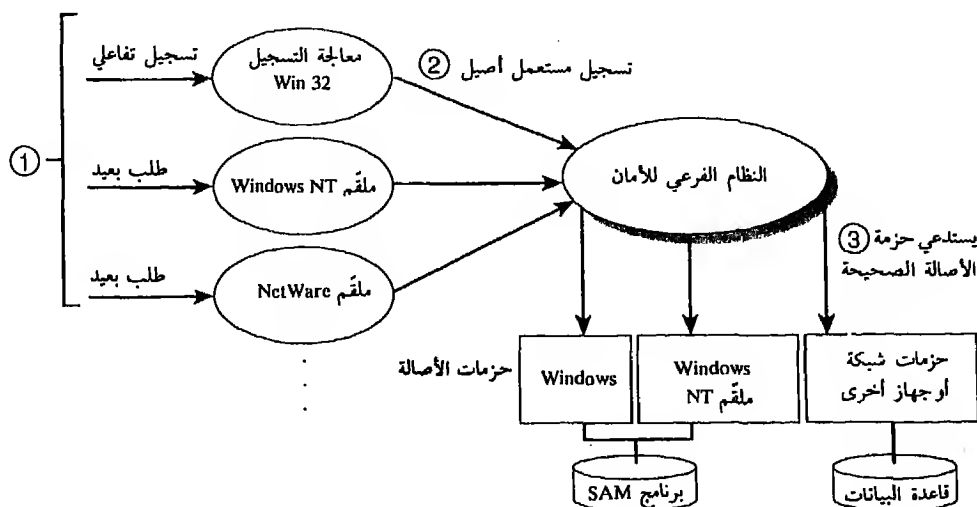 تسجيل تفاعلي
معالجة التسجيل
Win 32
② تسجيل مستعمل أصيل
①
طلب بعيد
ملقّم Windows NT
النظام الفرعي للأمان
طلب بعيد
ملقّم NetWare
يستدعي حزمة ③
الأصالة الصحيحة
حزمات الأصالة
Windows
Windows
ملقّم NT
حزمات شبكة
أو جهاز أخرى
برنامج SAM
قاعدة البيانات